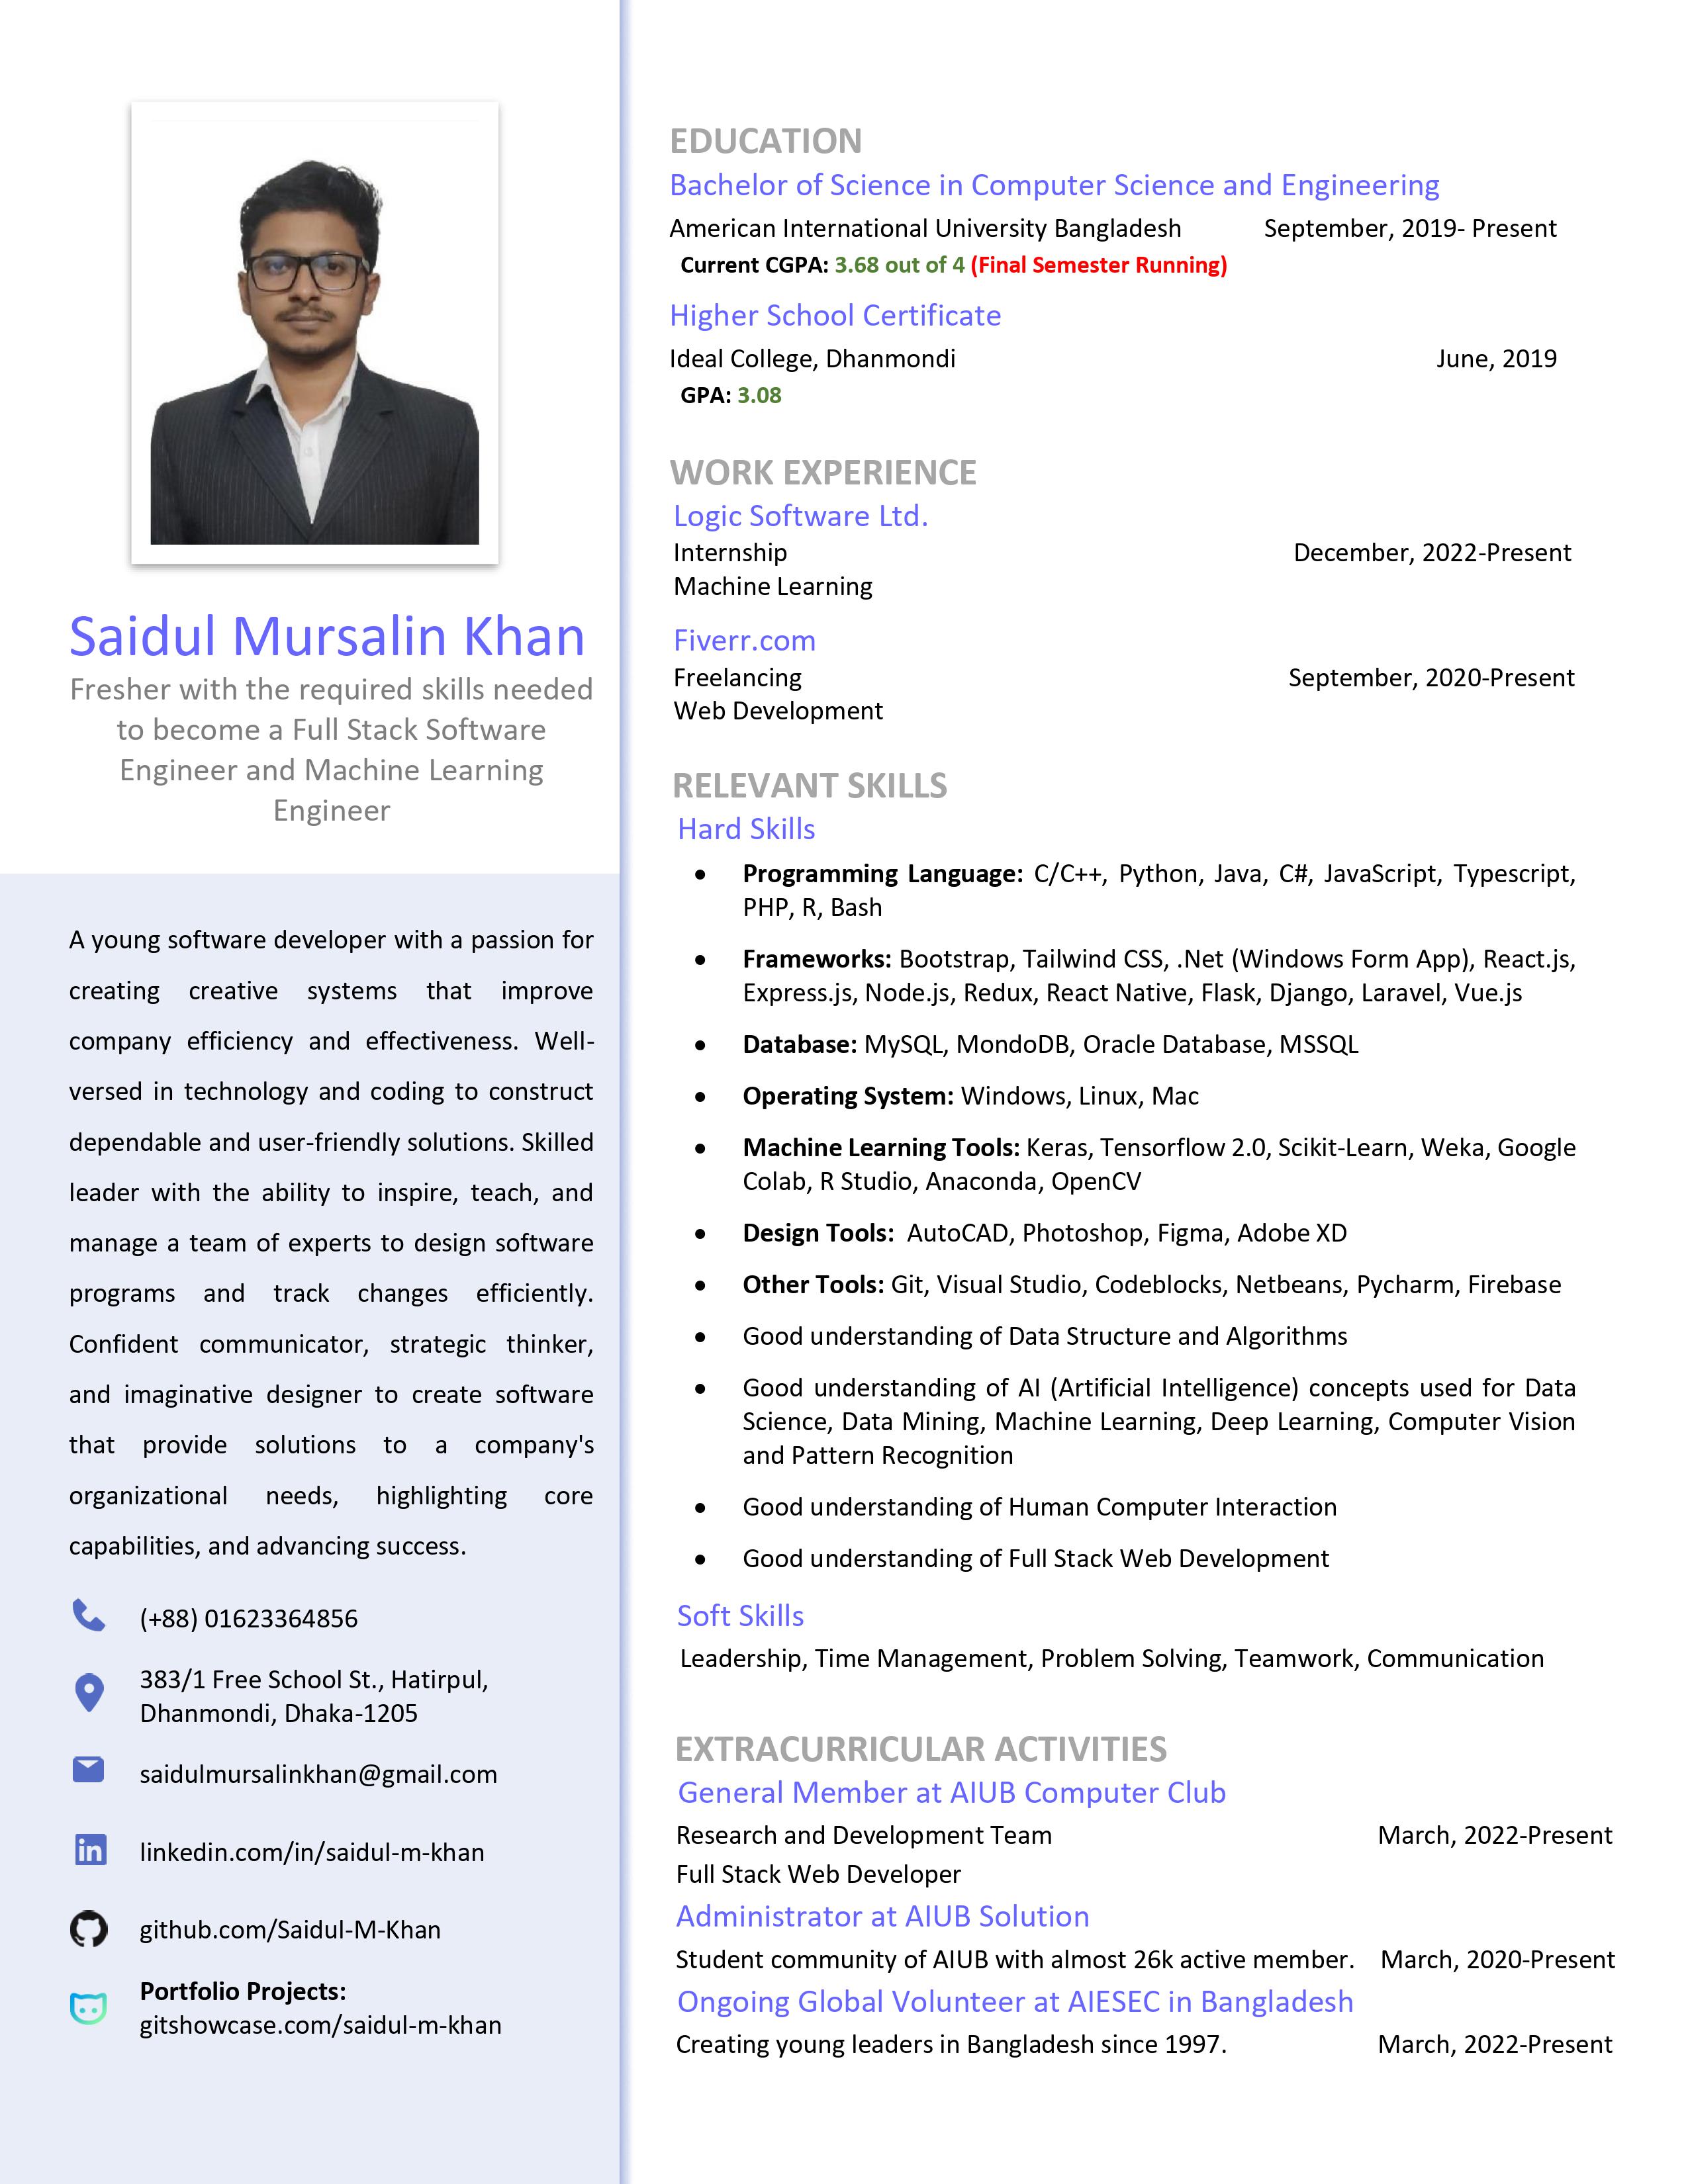 Saidul Mursalin Khan
Fresher with the required skills needed
to become a Full Stack Software
Engineer and Machine Learning
Engineer
A young software developer with a passion for
creating creative systems that improve
company efficiency and effectiveness. Well-
versed in technology and coding to construct
dependable and user-friendly solutions. Skilled
leader with the ability to inspire, teach, and
manage a team of experts to design software
programs and track changes efficiently.
Confident communicator, strategic thinker,
and imaginative designer to create software
that provide solutions to a company's
organizational needs, highlighting core
capabilities, and advancing success.
(+88) 01623364856
383/1 Free School St., Hatirpul,
Dhanmondi, Dhaka-1205
saidulmursalinkhan@gmail.com
in linkedin.com/in/saidul-m-khan
github.com/Saidul-M-Khan
Portfolio Projects:
gitshowcase.com/saidul-m-khan
EDUCATION
Bachelor of Science in Computer Science and Engineering
American International University Bangladesh September, 2019- Present
Current CGPA: 3.68 out of 4 (Final Semester Running)
Higher School Certificate
Ideal College, Dhanmondi June, 2019
GPA: 3.08
WORK EXPERIENCE
Logic Software Ltd.
Internship December, 2022-Present
Machine Learning
Fiverr.com
Freelancing September, 2020-Present
Web Development
RELEVANT SKILLS
Hard Skills
• Programming Language: C/C++, Python, Java, C#, JavaScript, Typescript,
PHP, R, Bash
• Frameworks: Bootstrap, Tailwind CSS, .Net (Windows Form App), React.js,
Express.js, Node.js, Redux, React Native, Flask, Django, Laravel, Vue.js
• Database: MySQL, MondoDB, Oracle Database, MSSQL
• Operating System: Windows, Linux, Mac
• Machine Learning Tools: Keras, Tensorflow 2.0, Scikit-Learn, Weka, Google
Colab, R Studio, Anaconda, OpenCV
• Design Tools: AutoCAD, Photoshop, Figma, Adobe XD
• Other Tools: Git, Visual Studio, Codeblocks, Netbeans, Pycharm, Firebase
• Good understanding of Data Structure and Algorithms
• Good understanding of AI (Artificial Intelligence) concepts used for Data
Science, Data Mining, Machine Learning, Deep Learning, Computer Vision
and Pattern Recognition
• Good understanding of Human Computer Interaction
• Good understanding of Full Stack Web Development
Soft Skills
Leadership, Time Management, Problem Solving, Teamwork, Communication
EXTRACURRICULAR ACTIVITIES
General Member at AIUB Computer Club
Research and Development Team March, 2022-Present
Full Stack Web Developer
Administrator at AIUB Solution
Student community of AIUB with almost 26k active member. March, 2020-Present
Ongoing Global Volunteer at AIESEC in Bangladesh
Creating young leaders in Bangladesh since 1997. March, 2022-Present